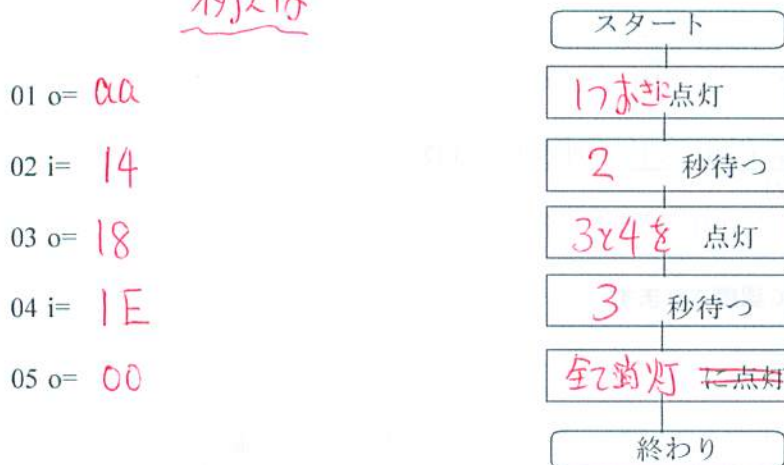 例えば
スタート
01 o= aa
1つおきに点灯
02 i= 14
2 秒待つ
03 o= 18
3と4を 点灯
04 i= 1E
3 秒待つ
05 o= 00
全て消灯 に点灯
終わり